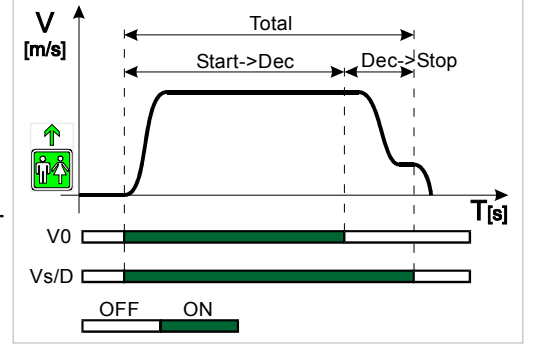 V
[m/s]
Total
Start->Dec
Dec->Stop
T[s]
V0
Vs/D
OFF
ON